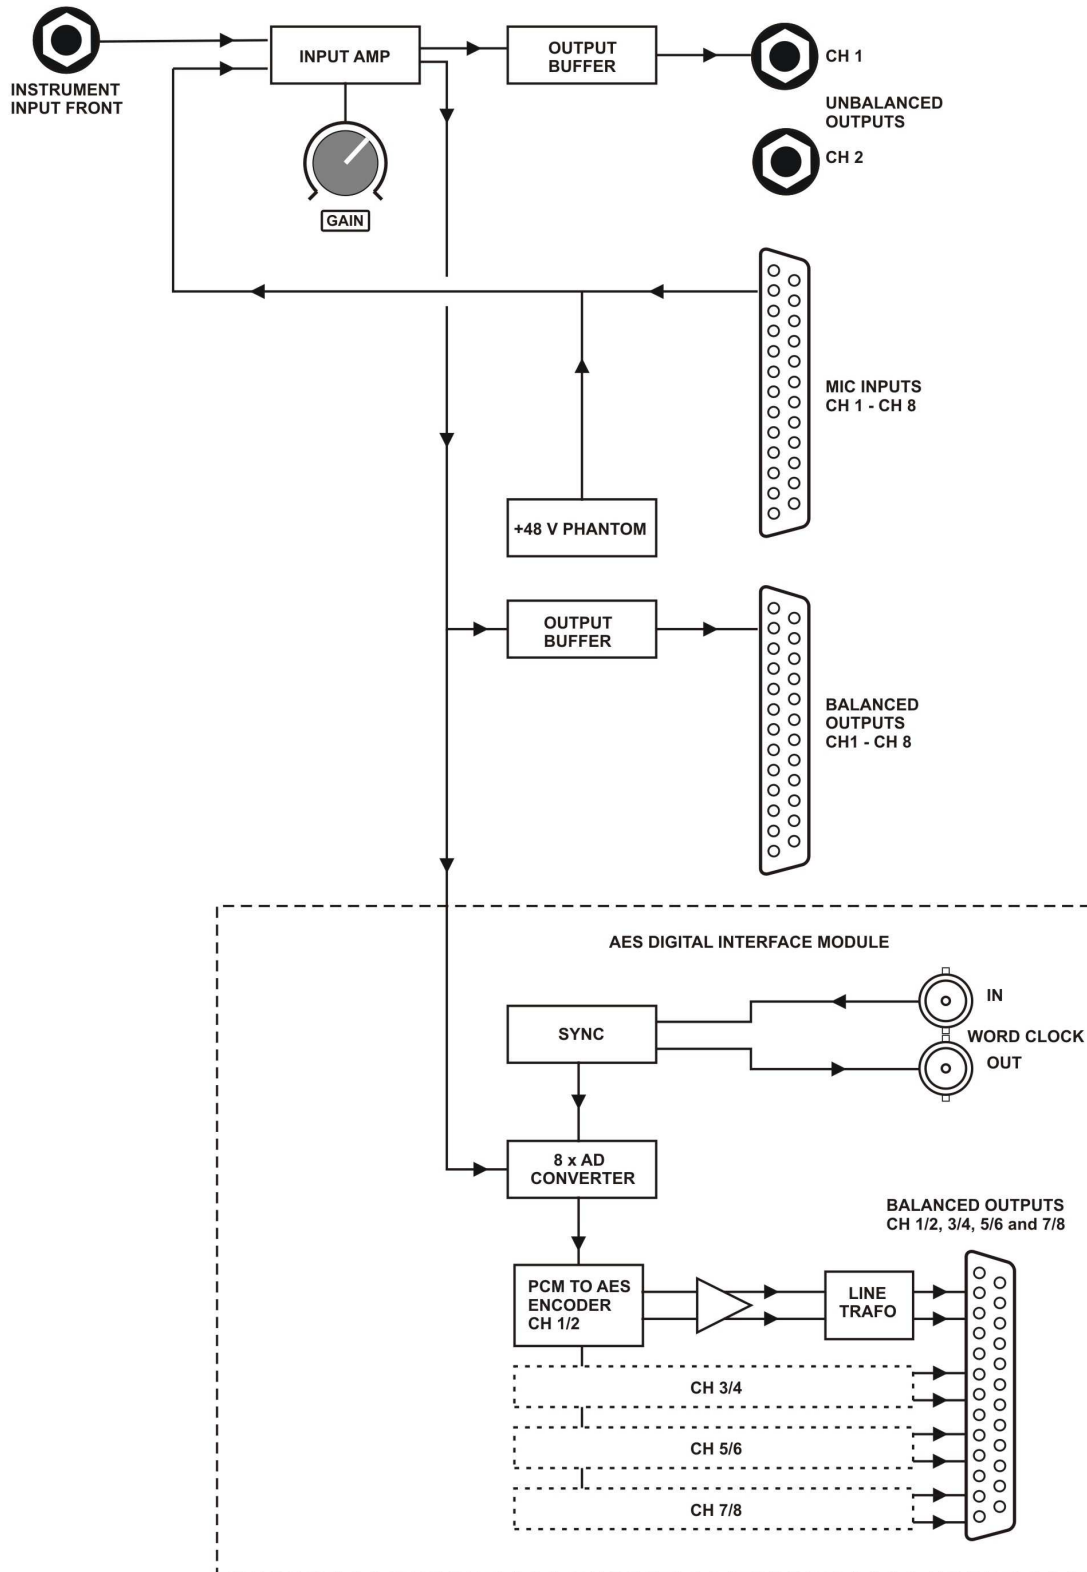 INSTRUMENT
INPUT FRONT
INPUT AMP
GAIN
OUTPUT
BUFFER
CH 1
UNBALANCED
OUTPUTS
CH 2
MIC INPUTS
CH 1 - CH 8
+48 V PHANTOM
OUTPUT
BUFFER
BALANCED
OUTPUTS
CH1 - CH 8
AES DIGITAL INTERFACE MODULE
SYNC
IN
WORD CLOCK
OUT
8 x AD
CONVERTER
BALANCED OUTPUTS
CH 1/2, 3/4, 5/6 and 7/8
PCM TO AES
ENCODER
CH 1/2
LINE
TRAFO
CH 3/4
CH 5/6
CH 7/8